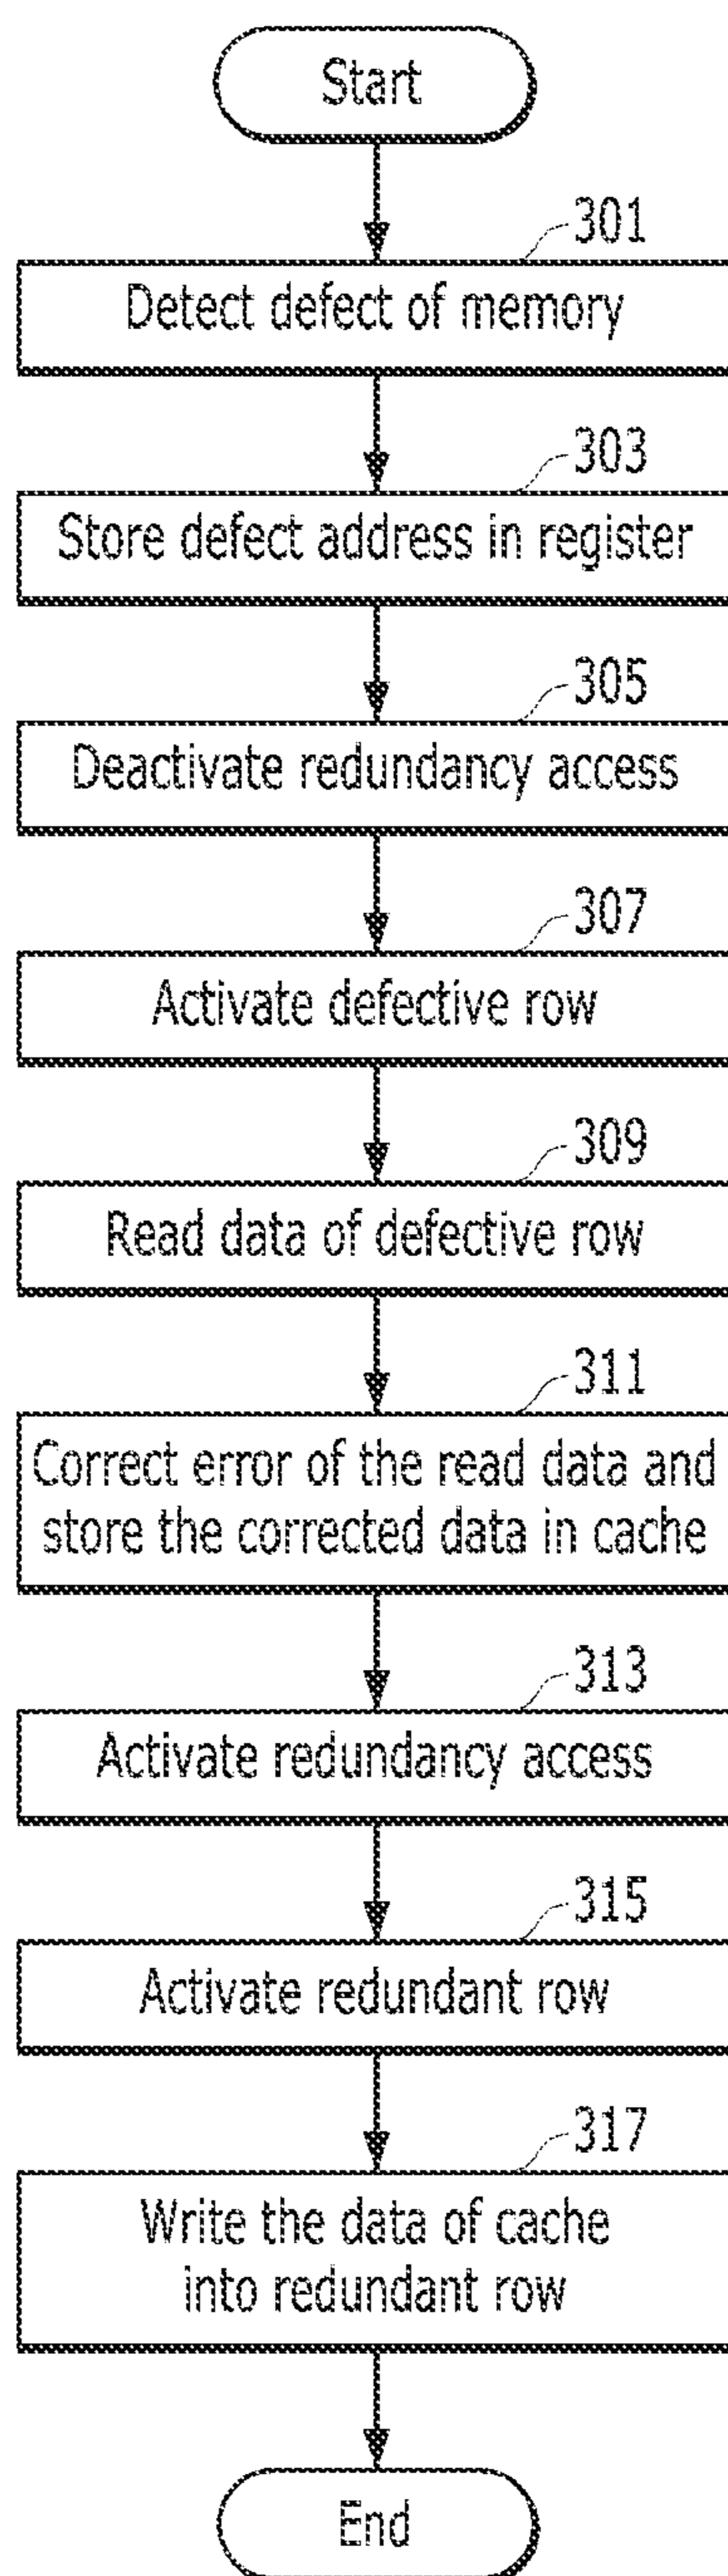 Start
301
Detect defect of memory
303
Store defect address in register
305
Deactivate redundancy access
307
Activate defective row
309
Read data of defective row
311
Correct error of the read data and
store the corrected data in cache
313
Activate redundancy access
315
Activate redundant row
317
Write the data of cache
into redundant row
End